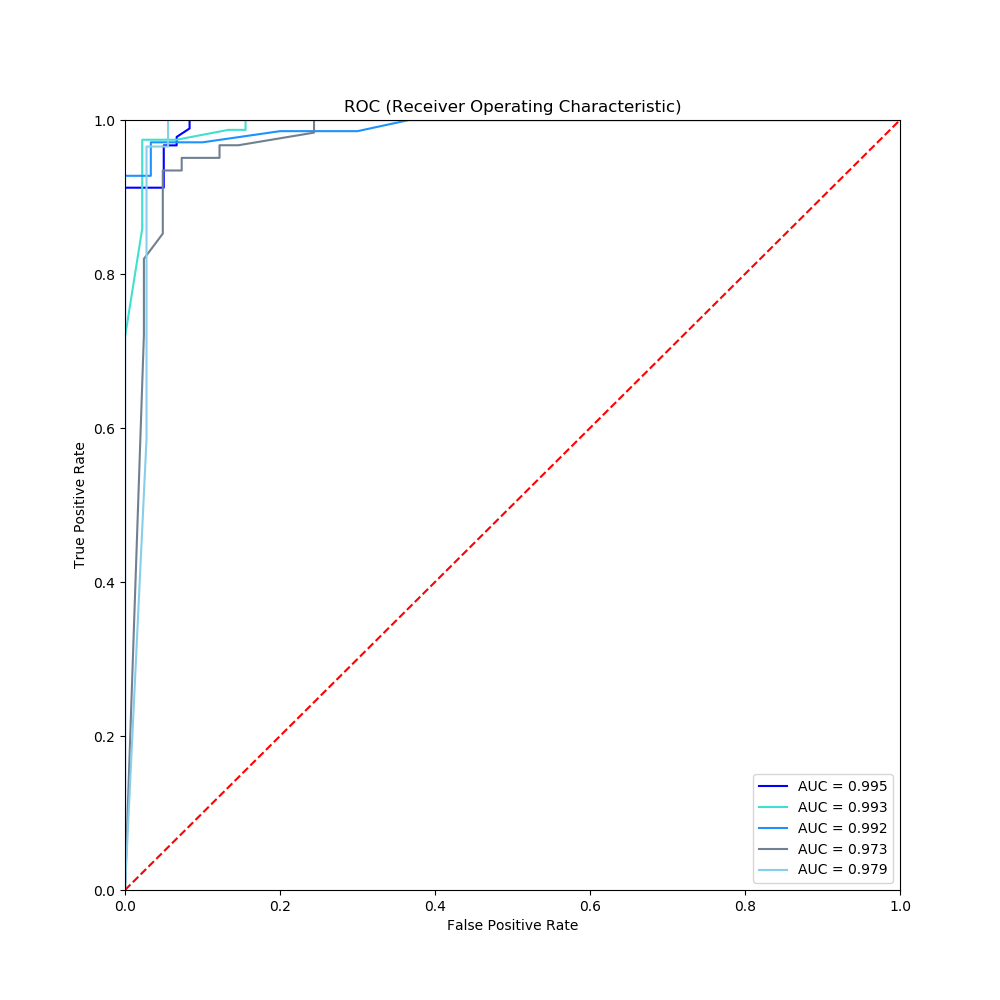 ROC (Receiver Operating Characteristic)
1.0
0.8
0.6
0.4
0.2
0.0
True Positive Rate
0.0 0.2 0.4 0.6 0.8 1.0
False Positive Rate
AUC = 0.995
AUC = 0.993
AUC = 0.992
AUC = 0.973
AUC = 0.979